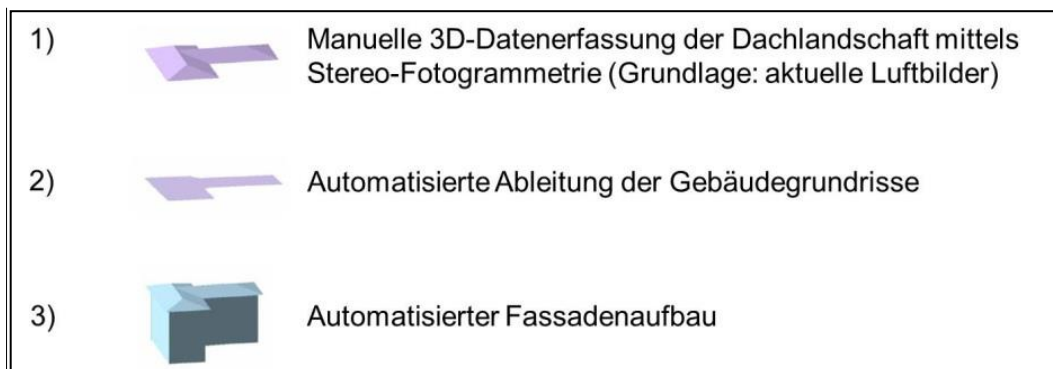 1) Manuelle 3D-Datenerfassung der Dachlandschaft mittels
Stereo-Fotogrammetrie (Grundlage: aktuelle Luftbilder)
2) Automatisierte Ableitung der Gebäudegrundrisse
3) Automatisierter Fassadenaufbau